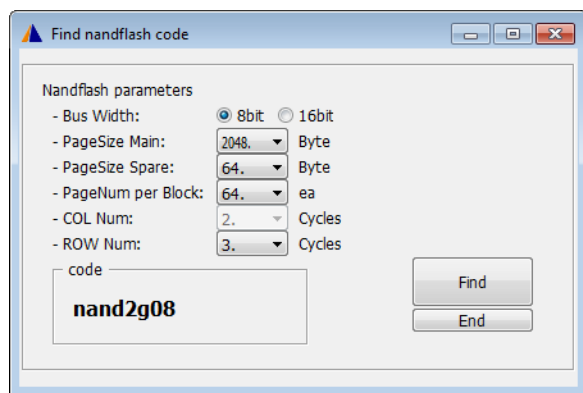 Find nandflash code
Nandflash parameters
- Bus Width: 8bit 16bit
- PageSize Main: 2048. Byte
- PageSize Spare: 64. Byte
- PageNum per Block: 64. ea
- COL Num: 2. Cycles
- ROW Num: 3. Cycles
code
nand2g08
Find
End